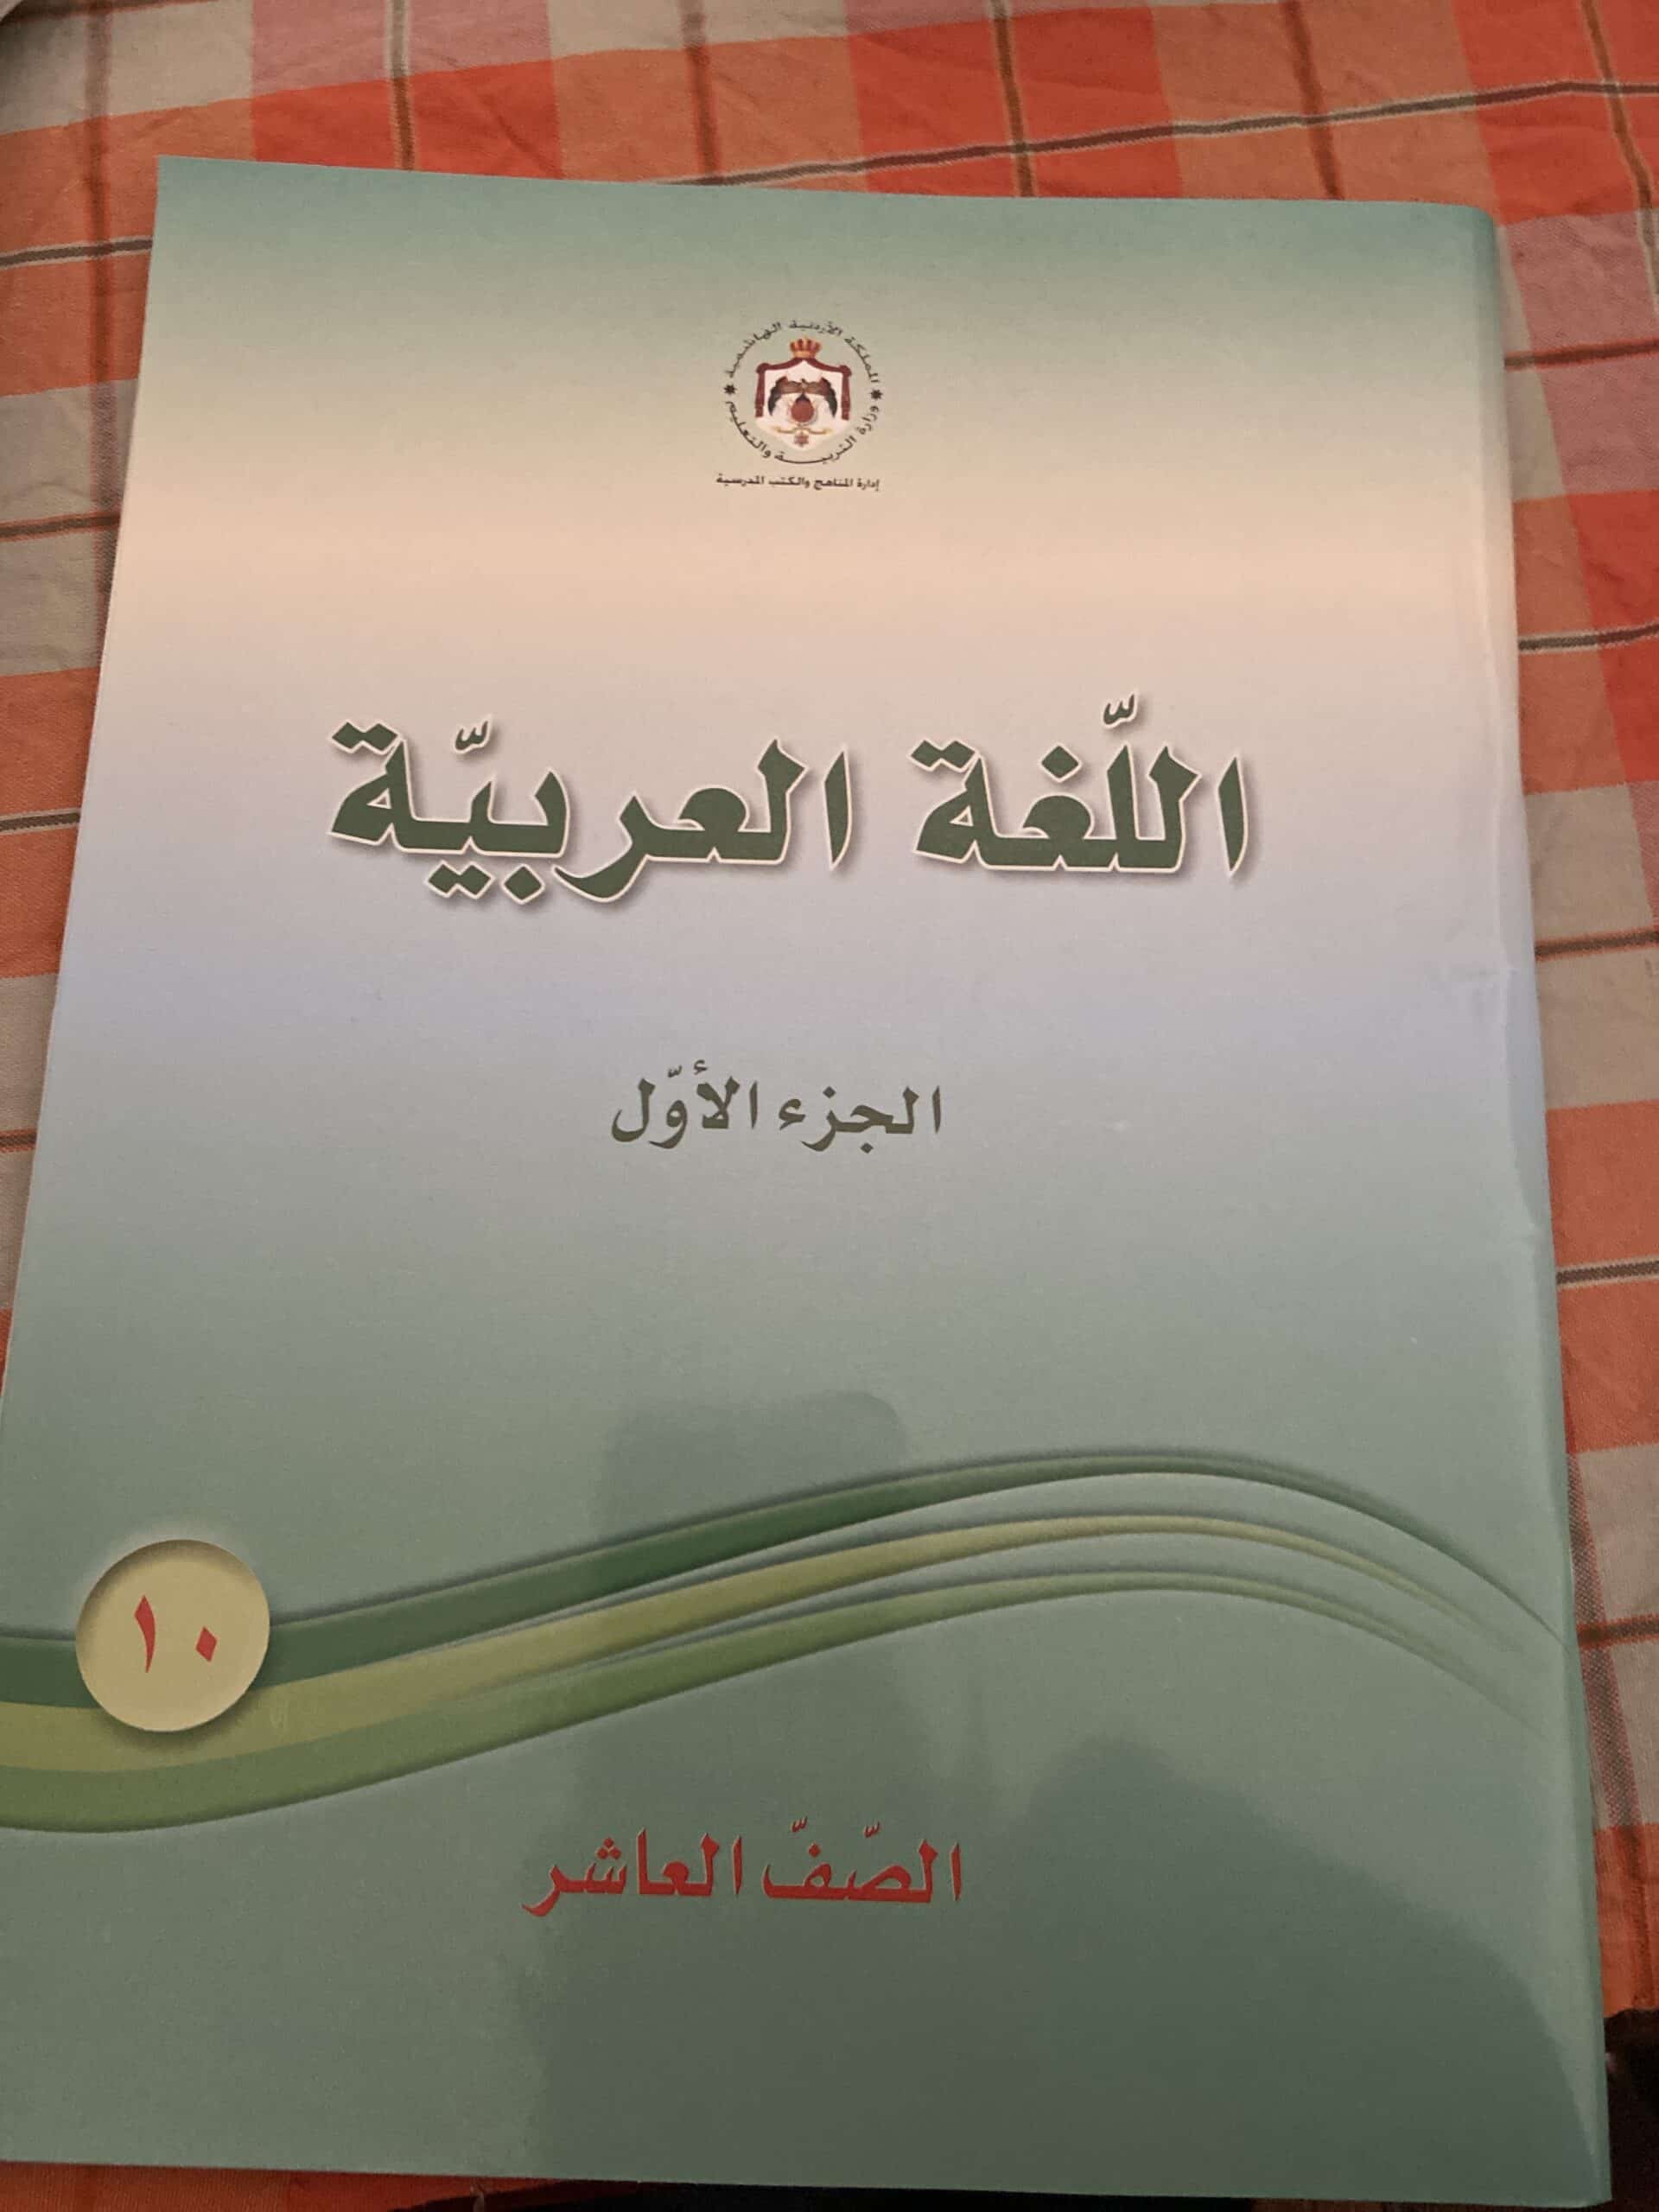 المملكة الأردنية الهاشمية
وزارة التربية والتعليم
إدارة المناهج والكتب المدرسية
اللّغة العربيّة
الجزء الأوّل
١٠
الصّفّ العاشر